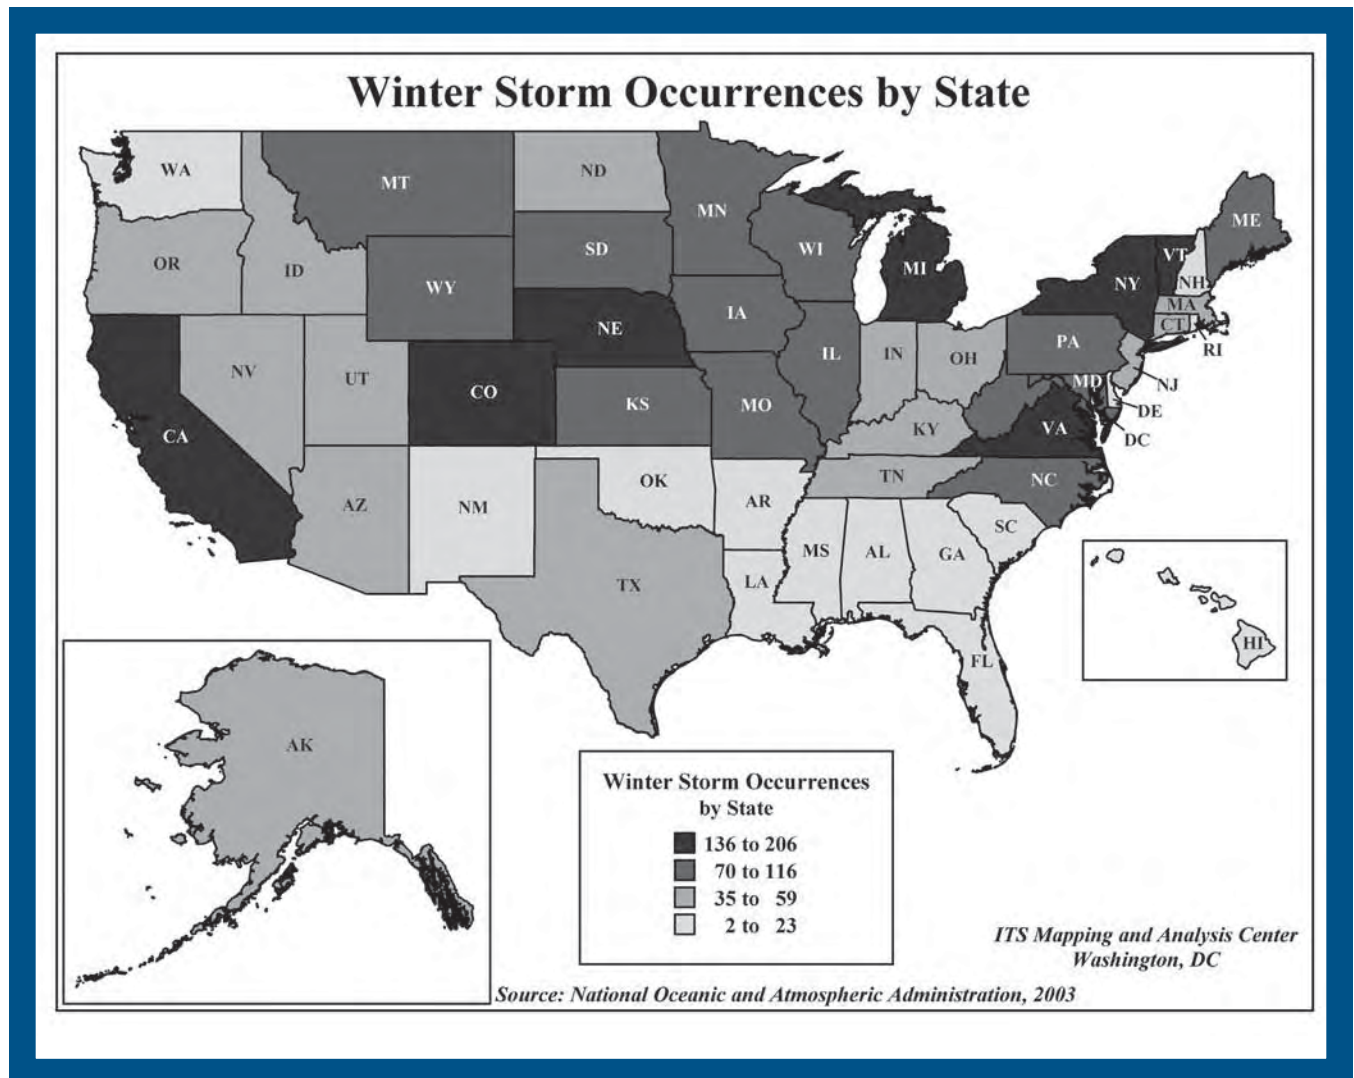 Winter Storm Occurrences by State
WA
MT
ND
MN
ME
OR
ID
SD
WI
MI
VT
NY
NH
WY
MA
NE
IA
CT
PA
RI
NV
UT
CO
IL
IN
OH
MD
NJ
KS
MO
DE
CA
KY
VA
DC
AZ
NM
OK
AR
TN
NC
SC
TX
LA
MS
AL
GA
FL
HI
AK
Winter Storm Occurrences
by State
136 to 206
70 to 116
35 to 59
2 to 23
ITS Mapping and Analysis Center
Washington, DC
Source: National Oceanic and Atmospheric Administration, 2003